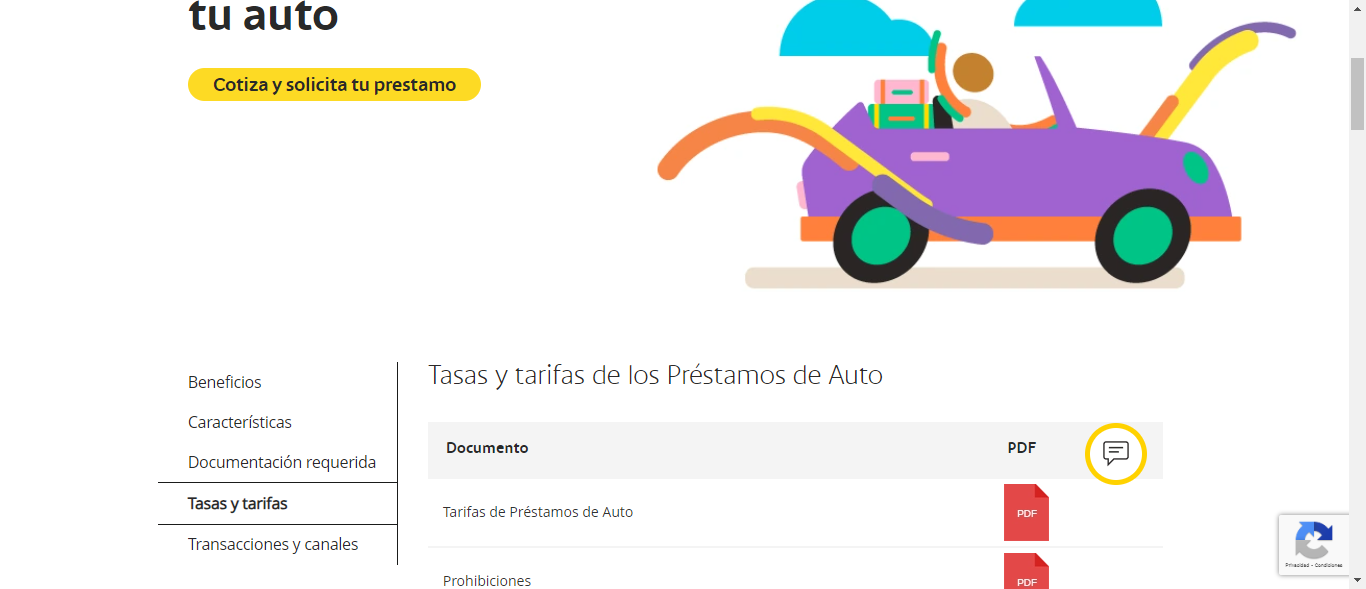 tu auto
Cotiza y solicita tu prestamo
Beneficios
Características
Documentación requerida
Tasas y tarifas
Transacciones y canales
Tasas y tarifas de los Préstamos de Auto
Documento PDF
Tarifas de Préstamos de Auto PDF
Prohibiciones PDF
Privacidad - Condiciones